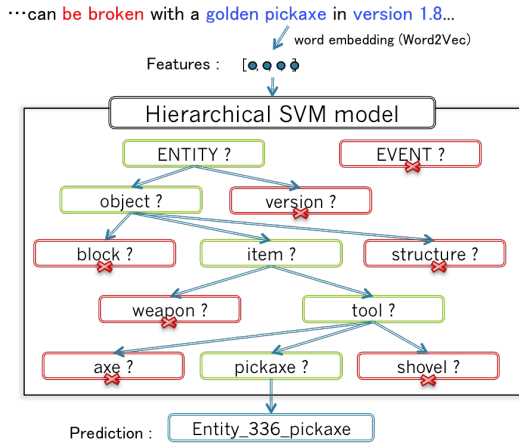 …can be broken with a golden pickaxe in version 1.8...
word embedding (Word2Vec)
Features :
Hierarchical SVM model
ENTITY ? EVENT ?
object ? version ?
block ? item ? structure ?
weapon ? tool ?
axe ? pickaxe ? shovel ?
Prediction : Entity_336_pickaxe